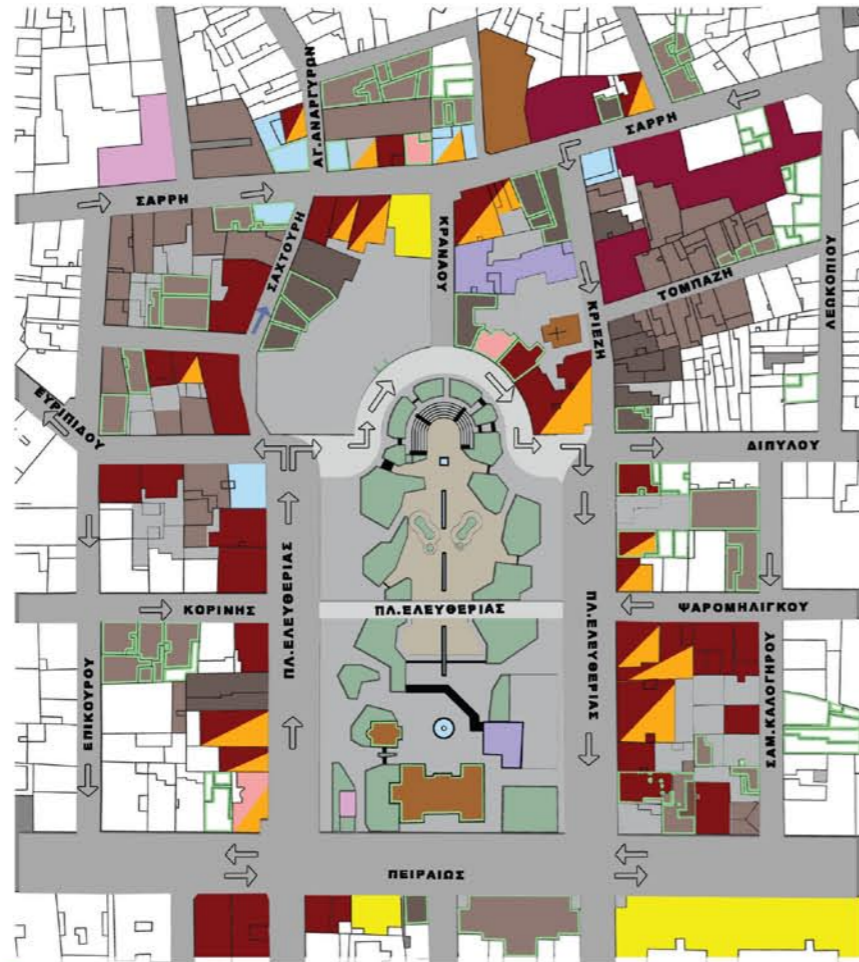 ΑΓ.ΑΝΑΡΓΥΡΩΝ
ΣΑΡΡΗ
ΣΑΡΡΗ
ΣΑΧΤΟΥΡΗ
ΚΡΑΝΑΟΥ
ΚΡΙΕΖΗ
ΤΟΜΠΑΖΗ
ΛΕΩΚΟΡΙΟΥ
ΕΥΡΙΠΙΔΟΥ
ΔΙΠΥΛΟΥ
ΚΟΡΙΝΗΣ
ΠΛ.ΕΛΕΥΘΕΡΙΑΣ
ΠΛ.ΕΛΕΥΘΕΡΙΑΣ
ΠΛ.ΕΛΕΥΘΕΡΙΑΣ
ΨΑΡΟΜΗΛΙΓΚΟΥ
ΕΠΙΚΟΥΡΟΥ
ΣΑΜ.ΚΑΛΟΓΗΡΟΥ
ΠΕΙΡΑΙΩΣ